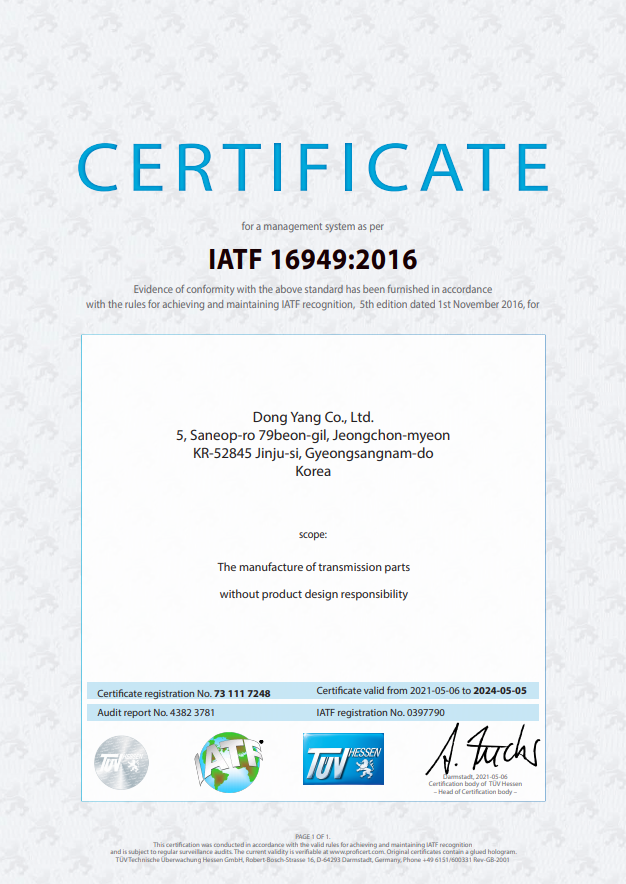 CERTIFICATE
for a management system as per
IATF 16949:2016
Evidence of conformity with the above standard has been furnished in accordance
with the rules for achieving and maintaining IATF recognition, 5th edition dated 1st November 2016, for
Dong Yang Co., Ltd.
5, Saneop-ro 79beon-gil, Jeongchon-myeon
KR-52845 Jinju-si, Gyeongsangnam-do
Korea
scope:
The manufacture of transmission parts
without product design responsibility
Certificate registration No. 73 111 7248
Certificate valid from 2021-05-06 to 2024-05-05
Audit report No. 4382 3781
IATF registration No. 0397790
TÜV
IATF
TÜV HESSEN
A. Fuchs
Darmstadt, 2021-05-06
Certification body of TÜV Hessen
– Head of Certification body –
PAGE 1 OF 1.
This certification was conducted in accordance with the valid rules for achieving and maintaining IATF recognition
and is subject to regular surveillance audits. The current validity is verifiable at www.proficert.com. Original certificates contain a glued hologram.
TÜV Technische Überwachung Hessen GmbH, Robert-Bosch-Strasse 16, D-64293 Darmstadt, Germany, Phone +49 6151/600331 Rev-GB-2001